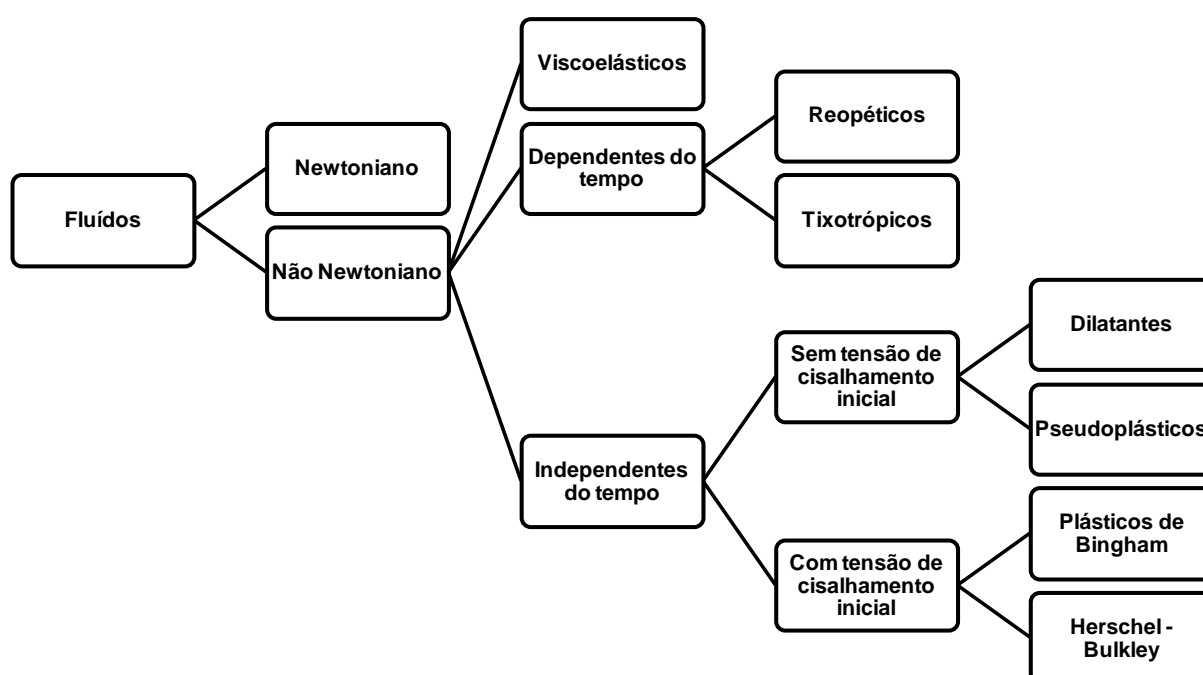 Fluídos
Newtoniano
Não Newtoniano
Viscoelásticos
Dependentes do
tempo
Reopéticos
Tixotrópicos
Independentes
do tempo
Sem tensão de
cisalhamento
inicial
Dilatantes
Pseudoplásticos
Com tensão de
cisalhamento
inicial
Plásticos de
Bingham
Herschel -
Bulkley